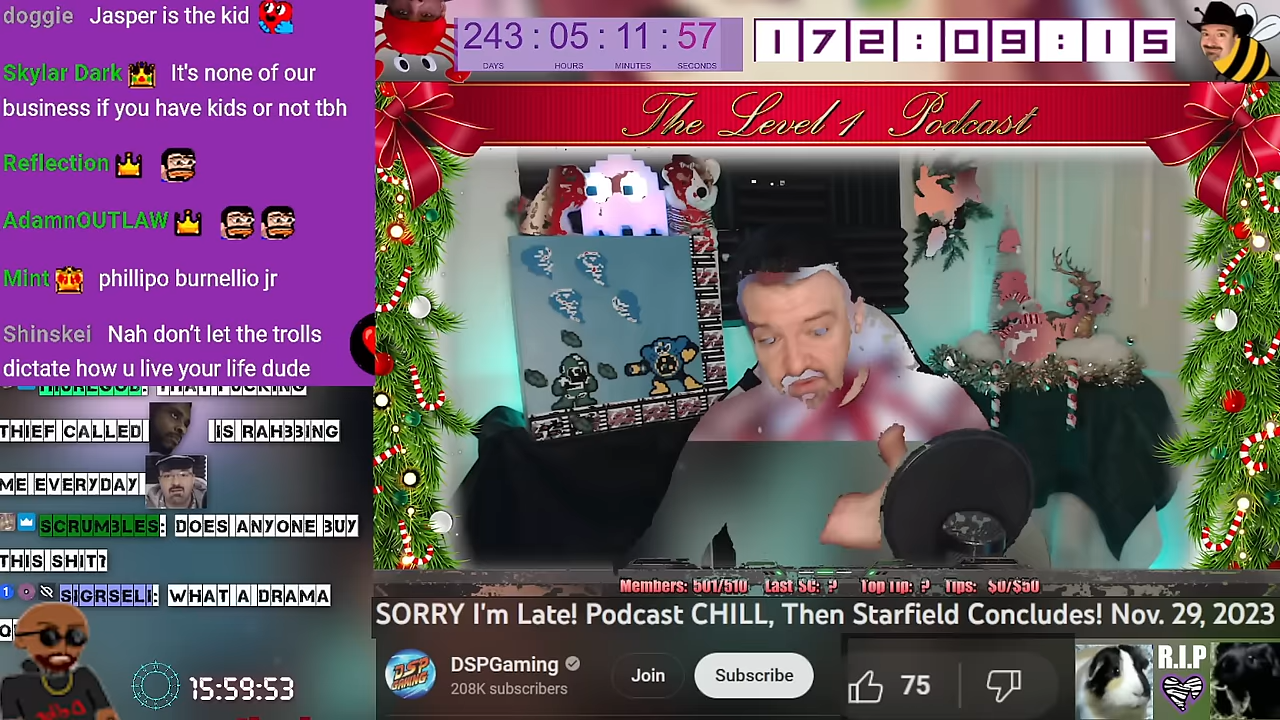 doggie Jasper is the kid
Skylar Dark It's none of our
business if you have kids or not tbh
Reflection
AdamnOUTLAW
Mint phillipo burnellio jr
Shinskei Nah don't let the trolls
dictate how u live your life dude
THIEF CALLED IS RAH33ING
ME EVERYDAY
SCRUMBLES: DOES ANYONE BUY
THIS SHIT?
1 SIGRSELI: WHAT A DRAMA
Q
15:59:53
243 : 05 : 11 : 57
DAYS HOURS MINUTES SECONDS
172:09:15
The Level 1 Podcast
Members: 501/510 Last SC: ? Top Tip: ? Tips: $0/$50
SORRY I'm Late! Podcast CHILL, Then Starfield Concludes! Nov. 29, 2023
DSP GAMING
DSPGaming
208K subscribers
Join
Subscribe
75
R.I.P